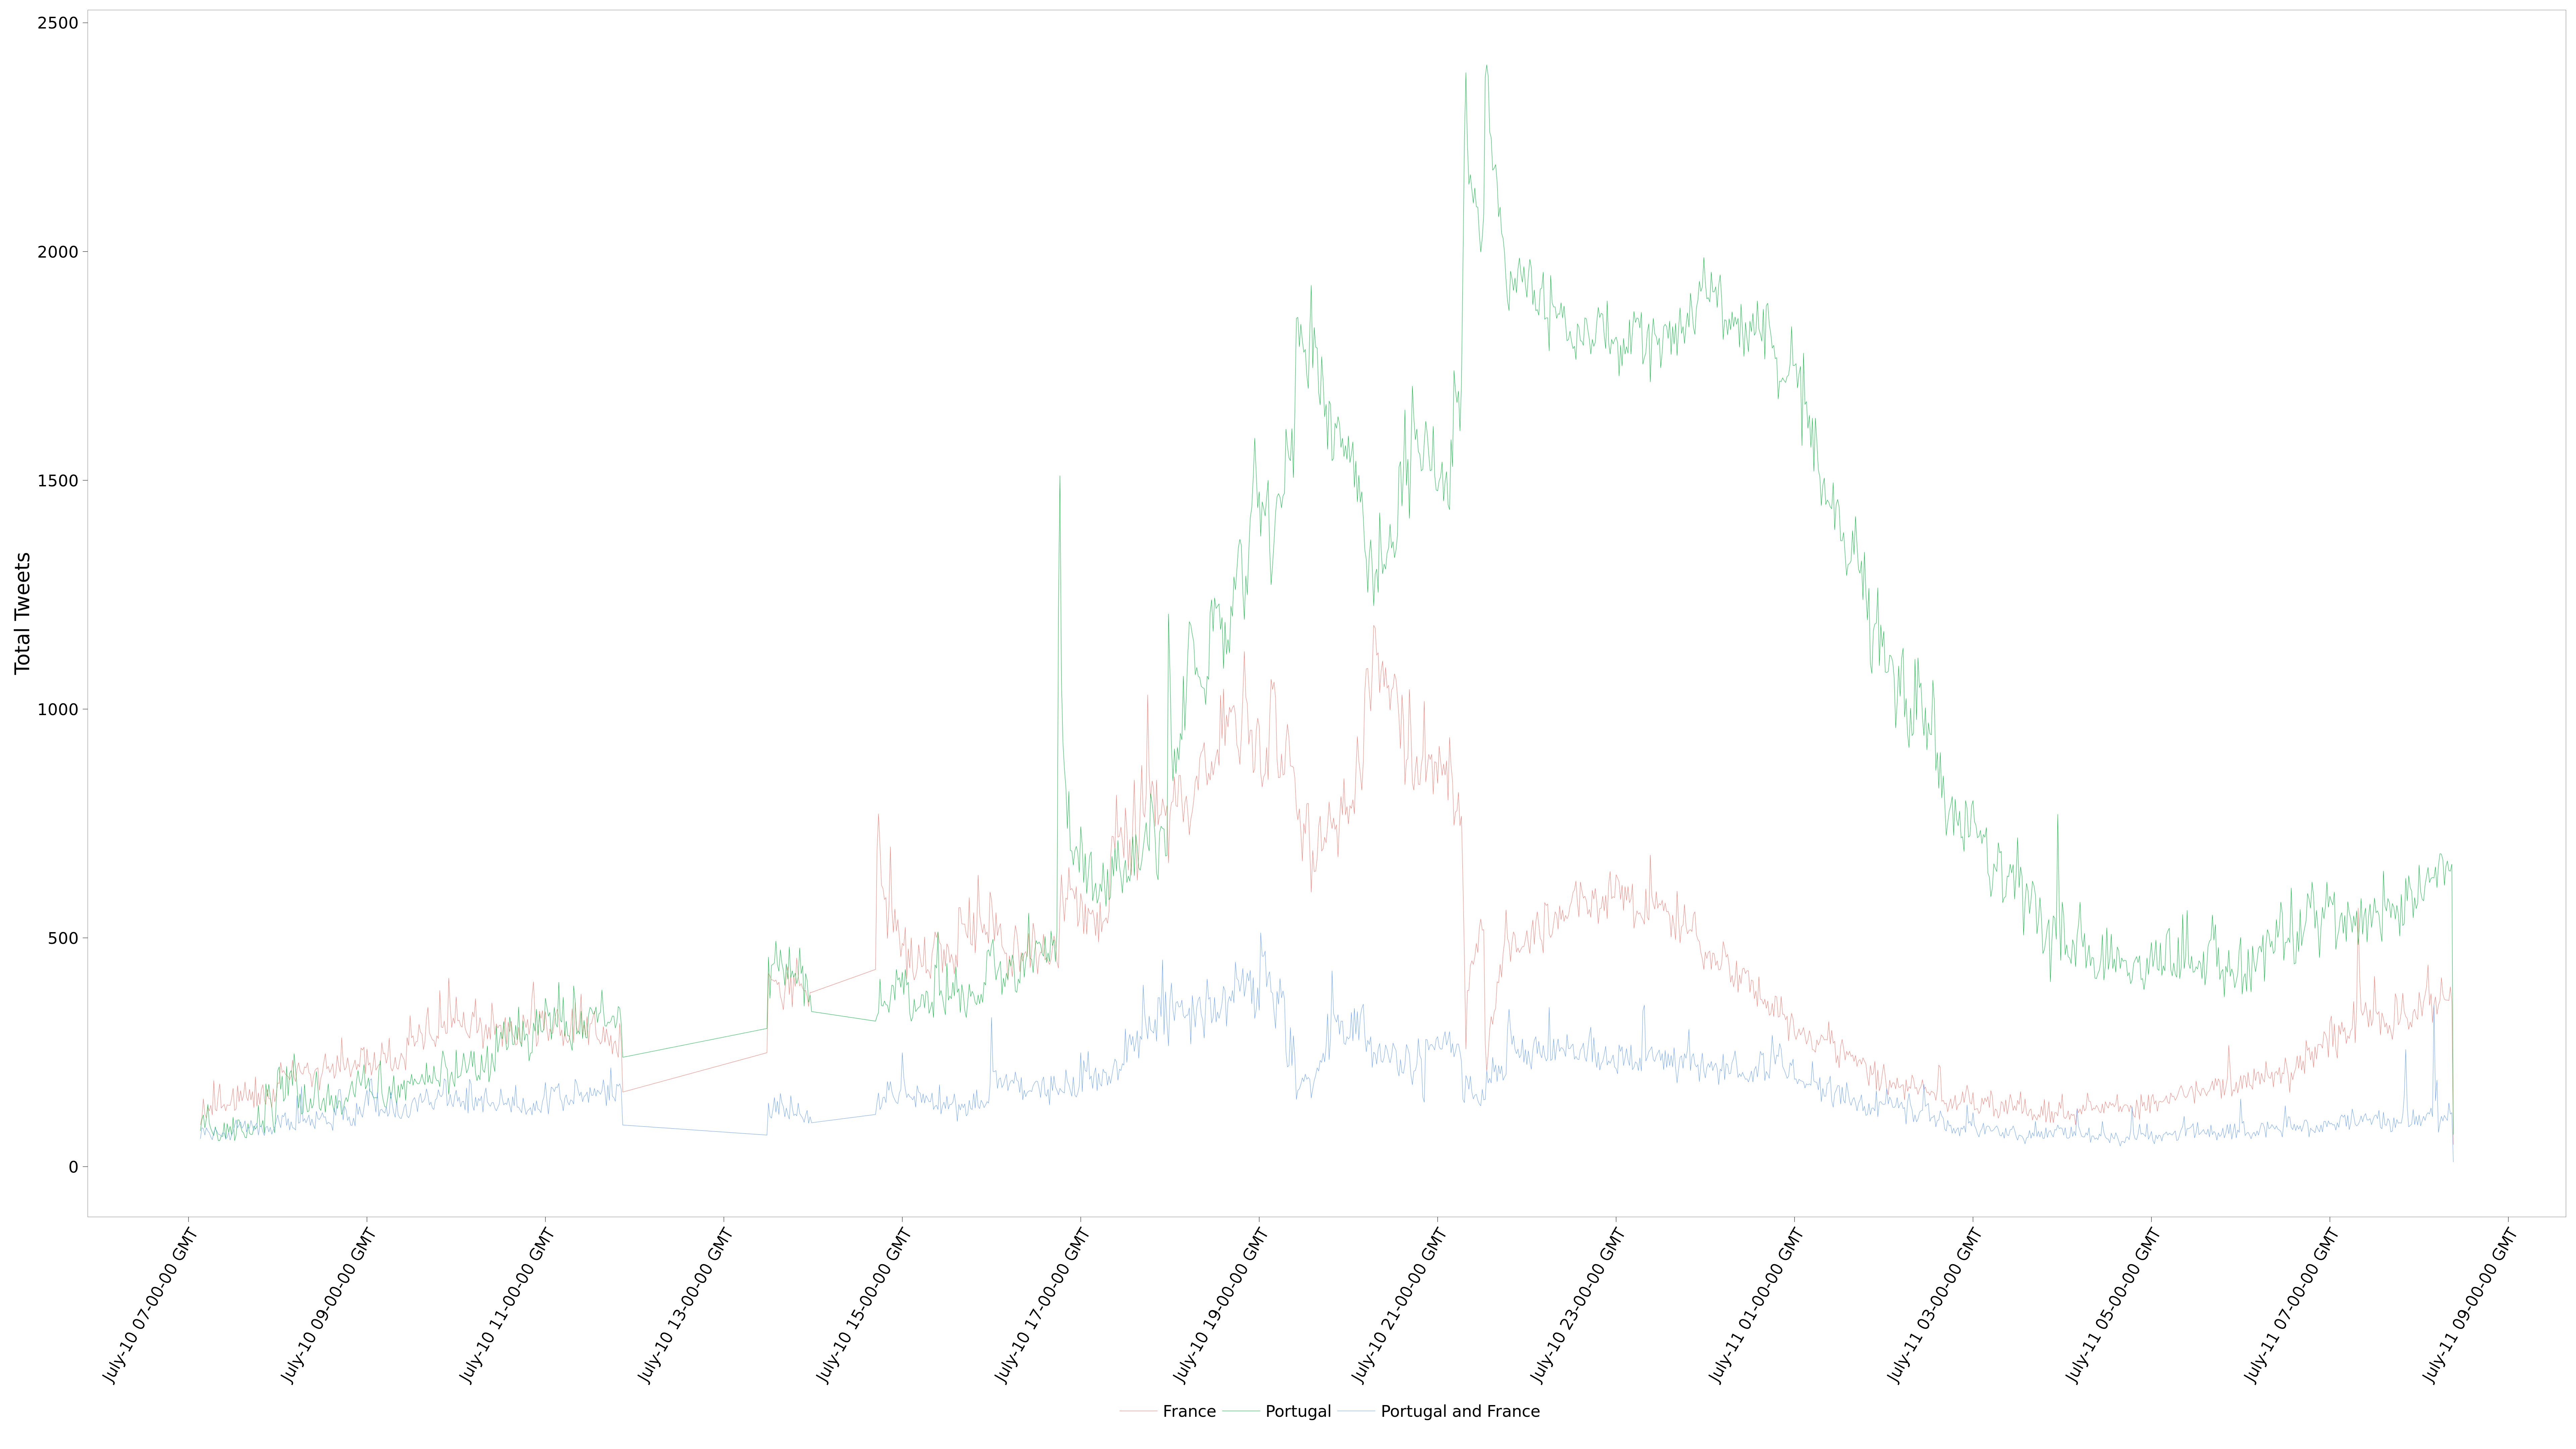 2500
2000
1500
1000
500
0
Total Tweets
July-10 07-00-00 GMT
July-10 09-00-00 GMT
July-10 11-00-00 GMT
July-10 13-00-00 GMT
July-10 15-00-00 GMT
July-10 17-00-00 GMT
July-10 19-00-00 GMT
July-10 21-00-00 GMT
July-10 23-00-00 GMT
July-11 01-00-00 GMT
July-11 03-00-00 GMT
July-11 05-00-00 GMT
July-11 07-00-00 GMT
July-11 09-00-00 GMT
France Portugal Portugal and France